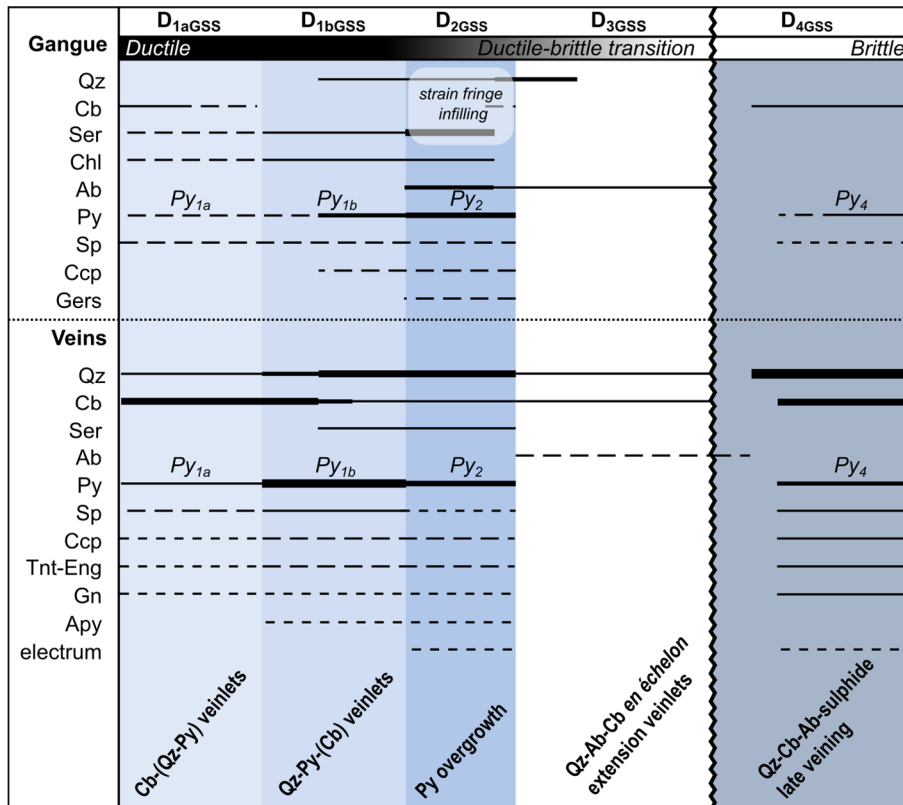 D1aGSS D1bGSS D2GSS D3GSS D4GSS
Gangue Ductile Ductile-brittle transition Brittle
Qz
strain fringe
infilling
Cb
Ser
Chl
Ab
Py1a Py1b Py2 Py4
Py
Sp
Ccp
Gers
Veins
Qz
Cb
Ser
Ab
Py1a Py1b Py2 Py4
Py
Sp
Ccp
Tnt-Eng
Gn
Apy
electrum
Cb-(Qz-Py) veinlets
Qz-Py-(Cb) veinlets
Py overgrowth
Qz-Ab-Cb en échelon
extension veinlets
Qz-Cb-Ab-sulphide
late veining